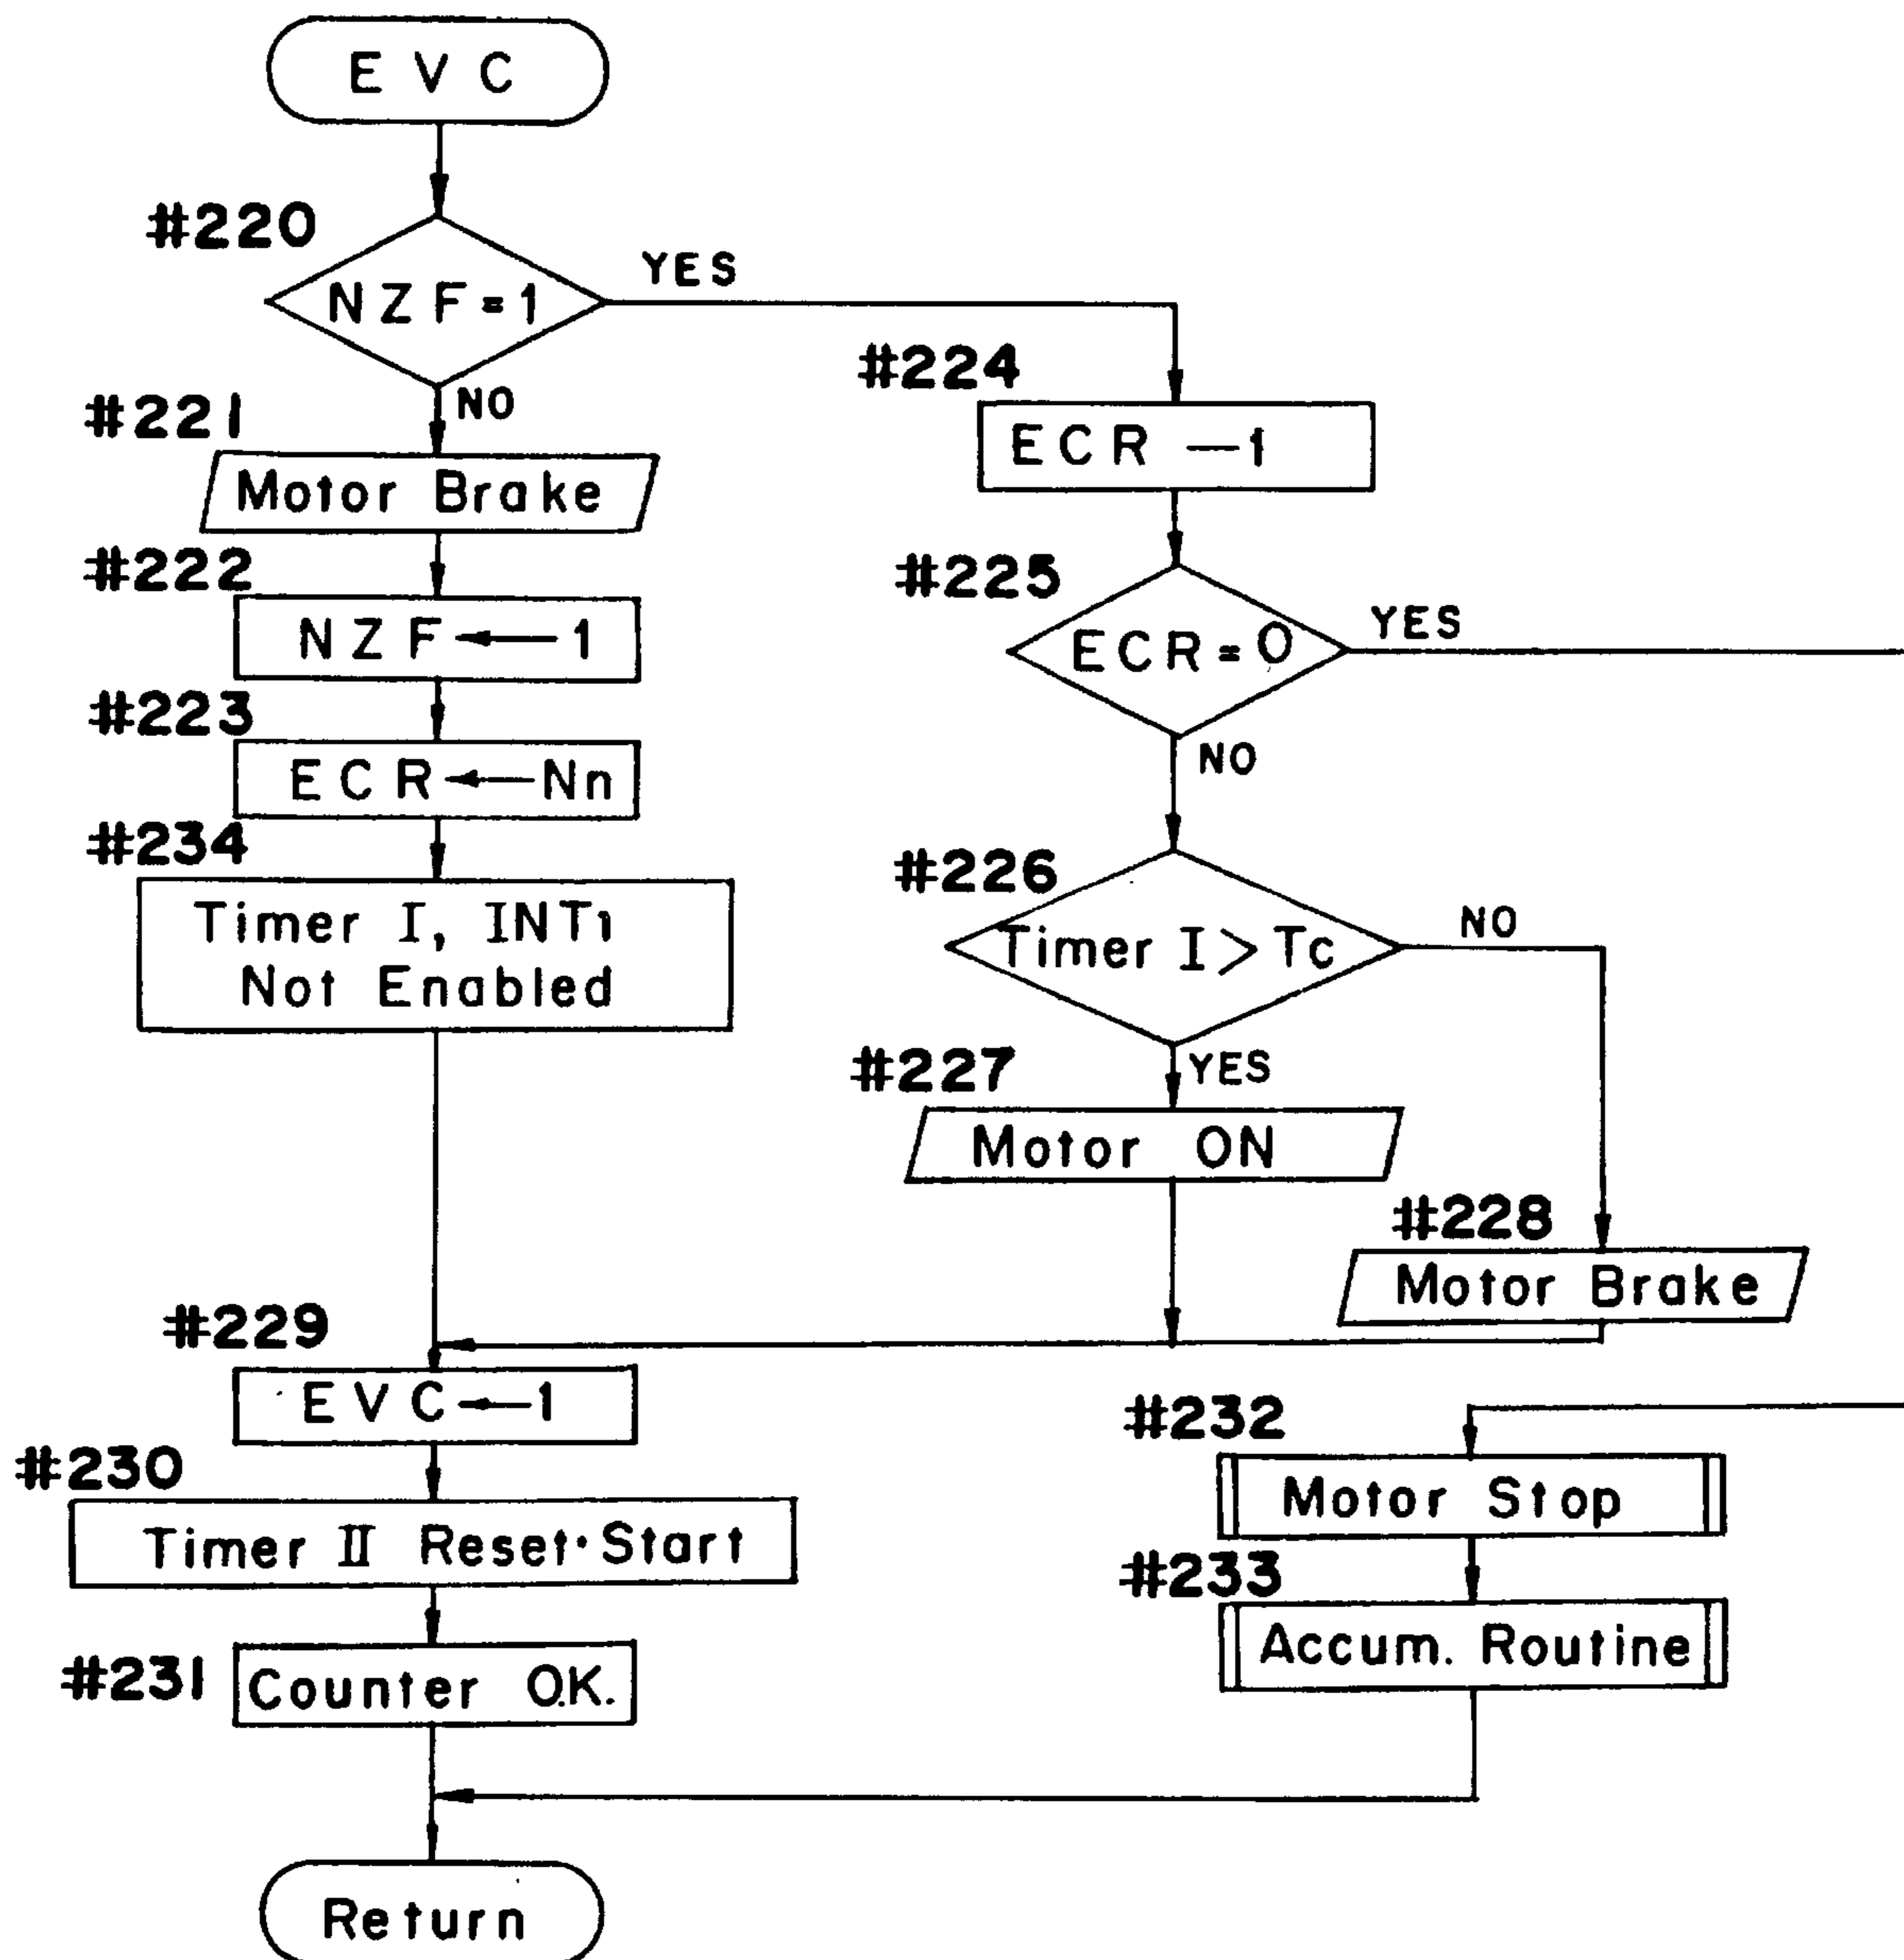 EVC
#220
NZF=1
YES
NO
#221
Motor Brake
#222
NZF←1
#223
ECR←Nn
#234
Timer I, INT1
Not Enabled
#224
ECR —1
#225
ECR=0
YES
NO
#226
Timer I > Tc
NO
YES
#227
Motor ON
#228
Motor Brake
#229
EVC←1
#230
Timer II Reset·Start
#231
Counter O.K.
#232
Motor Stop
#233
Accum. Routine
Return